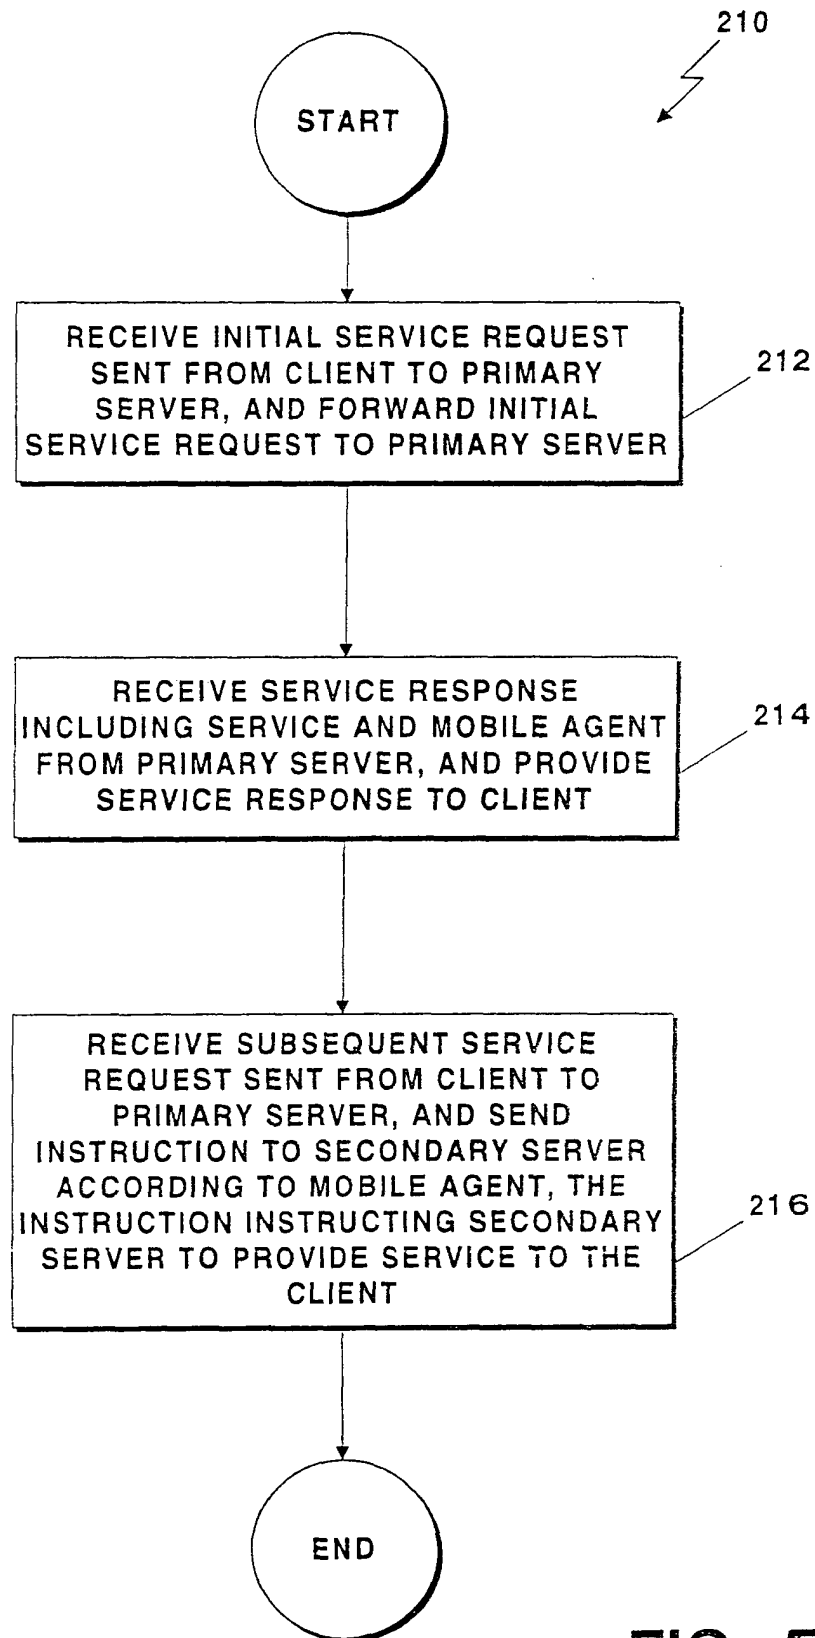 210
START
RECEIVE INITIAL SERVICE REQUEST
SENT FROM CLIENT TO PRIMARY
SERVER, AND FORWARD INITIAL
SERVICE REQUEST TO PRIMARY SERVER
212
RECEIVE SERVICE RESPONSE
INCLUDING SERVICE AND MOBILE AGENT
FROM PRIMARY SERVER, AND PROVIDE
SERVICE RESPONSE TO CLIENT
214
RECEIVE SUBSEQUENT SERVICE
REQUEST SENT FROM CLIENT TO
PRIMARY SERVER, AND SEND
INSTRUCTION TO SECONDARY SERVER
ACCORDING TO MOBILE AGENT, THE
INSTRUCTION INSTRUCTING SECONDARY
SERVER TO PROVIDE SERVICE TO THE
CLIENT
216
END
FIG.